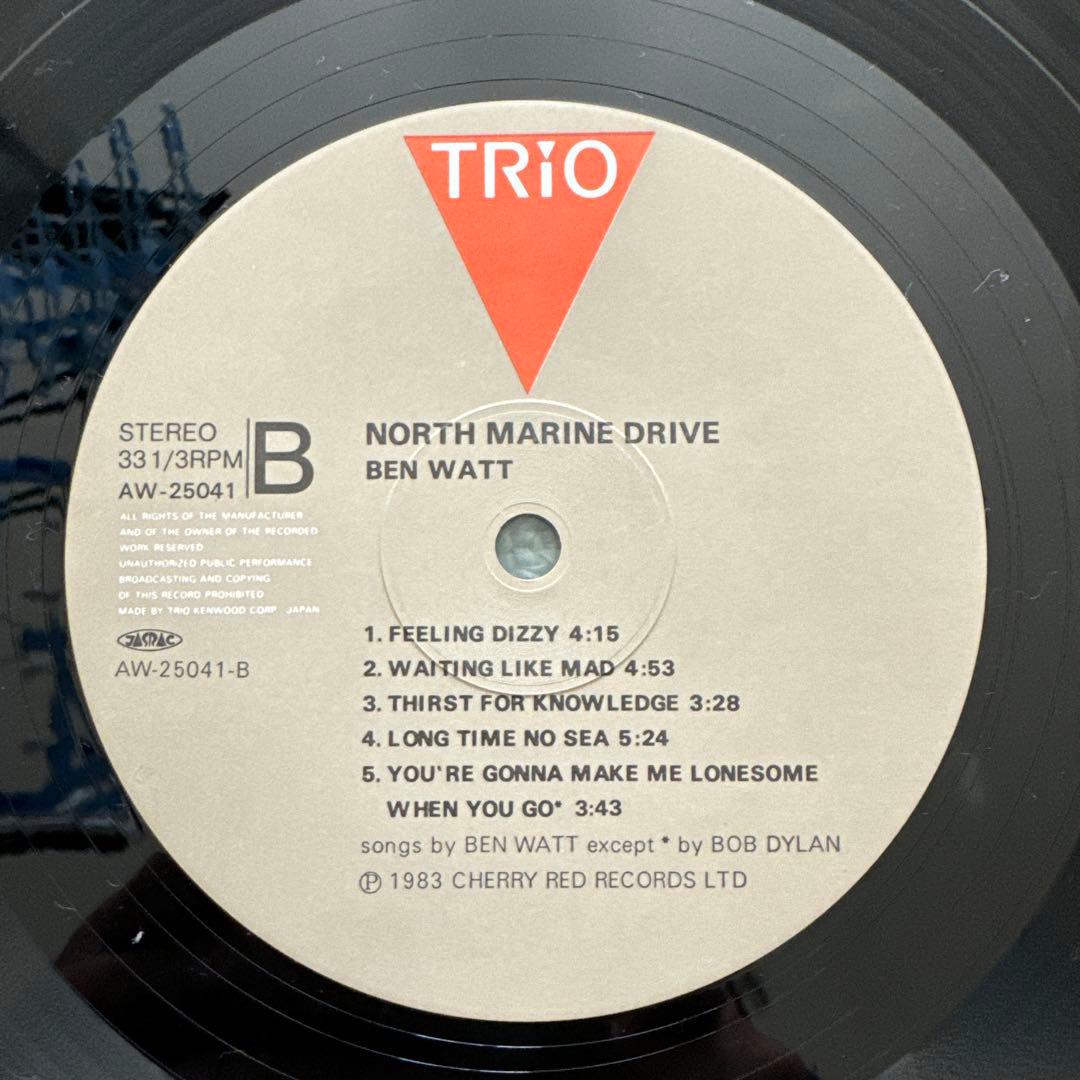 TRiO
STEREO
33 1/3RPM
AW-25041
B
ALL RIGHTS OF THE MANUFACTURER
AND OF THE OWNER OF THE RECORDED
WORK RESERVED
UNAUTHORIZED PUBLIC PERFORMANCE
BROADCASTING AND COPYING
OF THIS RECORD PROHIBITED
MADE BY TRIO KENWOOD CORP. JAPAN
JASRAC
AW-25041-B
NORTH MARINE DRIVE
BEN WATT
1. FEELING DIZZY 4:15
2. WAITING LIKE MAD 4:53
3. THIRST FOR KNOWLEDGE 3:28
4. LONG TIME NO SEA 5:24
5. YOU'RE GONNA MAKE ME LONESOME
WHEN YOU GO* 3:43
songs by BEN WATT except * by BOB DYLAN
Ⓟ 1983 CHERRY RED RECORDS LTD